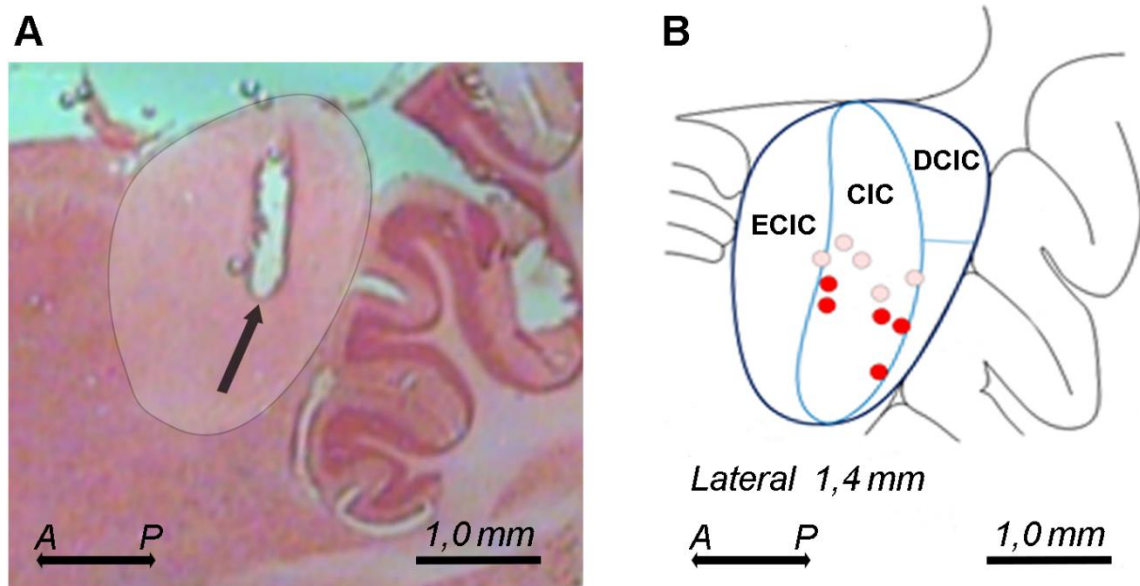 A
B
DCIC
CIC
ECIC
Lateral 1,4 mm
A P
1,0 mm
A P
1,0 mm